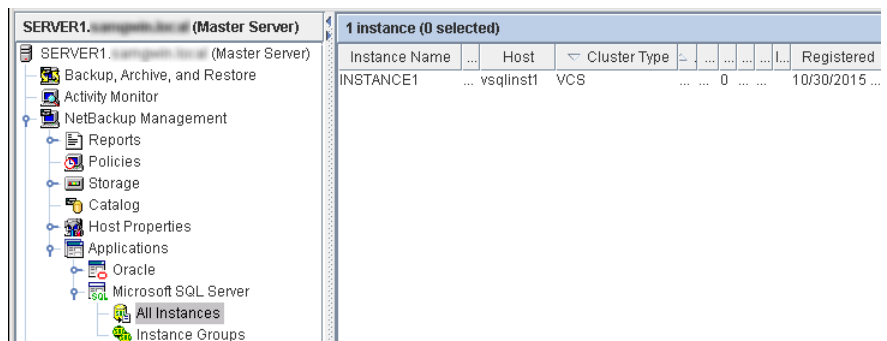 SERVER1. (Master Server)
SERVER1. (Master Server)
Backup, Archive, and Restore
Activity Monitor
NetBackup Management
Reports
Policies
Storage
Catalog
Host Properties
Applications
Oracle
Microsoft SQL Server
All Instances
Instance Groups
1 instance (0 selected)
Instance Name ... Host Cluster Type . ... ... ... ... I... Registered
INSTANCE1 ... vsqlinst1 VCS ... ... 0 ... ... 10/30/2015 ...